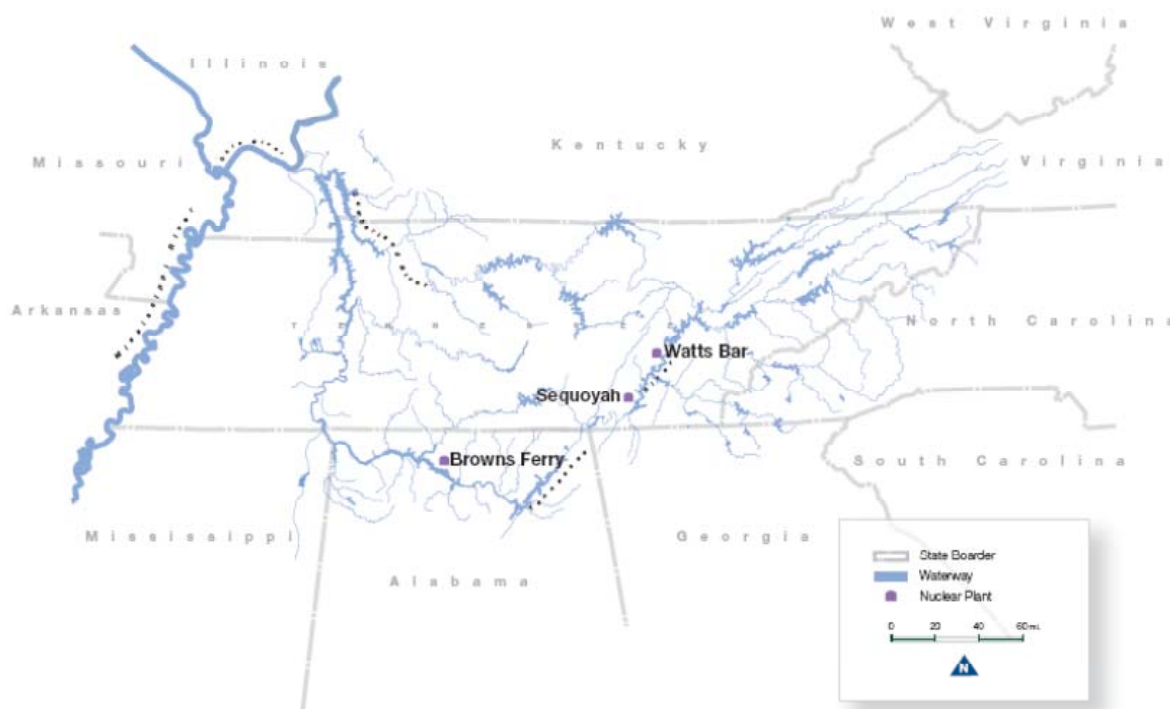 West Virginia
Illinois
Kentucky
Missouri
Virginia
Arkansas
TENNESSEE
North Carolina
Watts Bar
Sequoyah
Browns Ferry
South Carolina
Mississippi
Georgia
Alabama
State Boarder
Waterway
Nuclear Plant
0 20 40 60 mi.
N